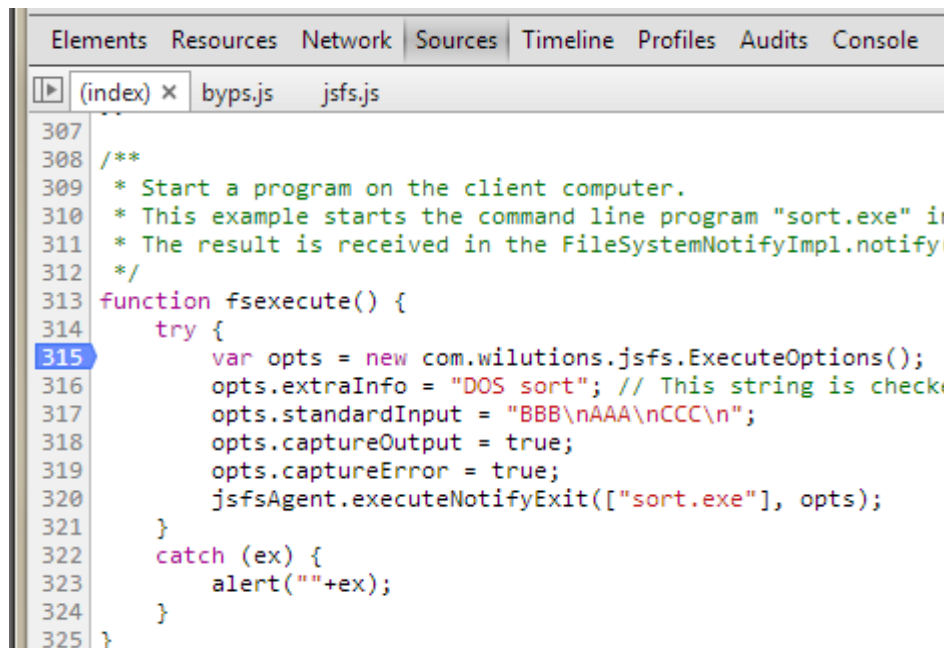 Elements Resources Network Sources Timeline Profiles Audits Console
(index) × byps.js jsfs.js
307
308 /**
309  * Start a program on the client computer.
310  * This example starts the command line program "sort.exe"
311  * The result is received in the FileSystemNotifyImpl.notify
312  */
313 function fsexecute() {
314     try {
315         var opts = new com.wilutions.jsfs.ExecuteOptions();
316         opts.extraInfo = "DOS sort"; // This string is checke
317         opts.standardInput = "BBB\nAAA\nCCC\n";
318         opts.captureOutput = true;
319         opts.captureError = true;
320         jsfsAgent.executeNotifyExit(["sort.exe"], opts);
321     }
322     catch (ex) {
323         alert(""+ex);
324     }
325 }